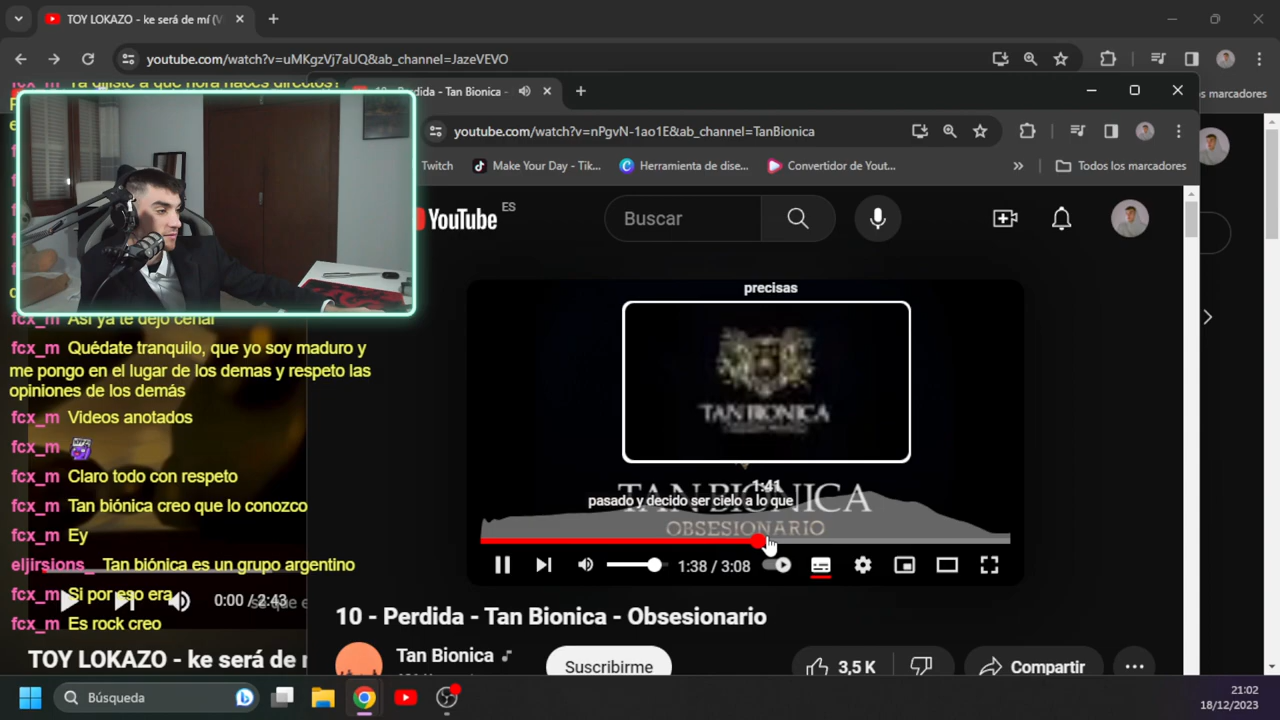 TOY LOKAZO - ke será de mí (V
youtube.com/watch?v=uMKgzVj7aUQ&ab_channel=JazeVEVO
fcx_m Ya dijiste a que hora haces directos?
Perdida - Tan Bionica -
s marcadores
youtube.com/watch?v=nPgvN-1ao1E&ab_channel=TanBionica
Twitch
Make Your Day - Tik...
Herramienta de dise...
Convertidor de Yout...
»
Todos los marcadores
YouTube ES
Buscar
precisas
TAN BIONICA
1:41
pasado y decido ser cielo a lo que
TAN BIONICA
OBSESIONARIO
1:38 / 3:08
fcx_m Así ya te dejo cenar
fcx_m Quédate tranquilo, que yo soy maduro y
me pongo en el lugar de los demas y respeto las
opiniones de los demás
fcx_m Videos anotados
fcx_m
fcx_m Claro todo con respeto
fcx_m Tan biónica creo que lo conozco
fcx_m Ey
eljirsions_ Tan biónica es un grupo argentino
fcx_m Si por eso era
0:00 / 2:43
fcx_m Es rock creo
TOY LOKAZO - ke será de
10 - Perdida - Tan Bionica - Obsesionario
Tan Bionica
Suscribirme
3,5 K
Compartir
Búsqueda
21:02
18/12/2023